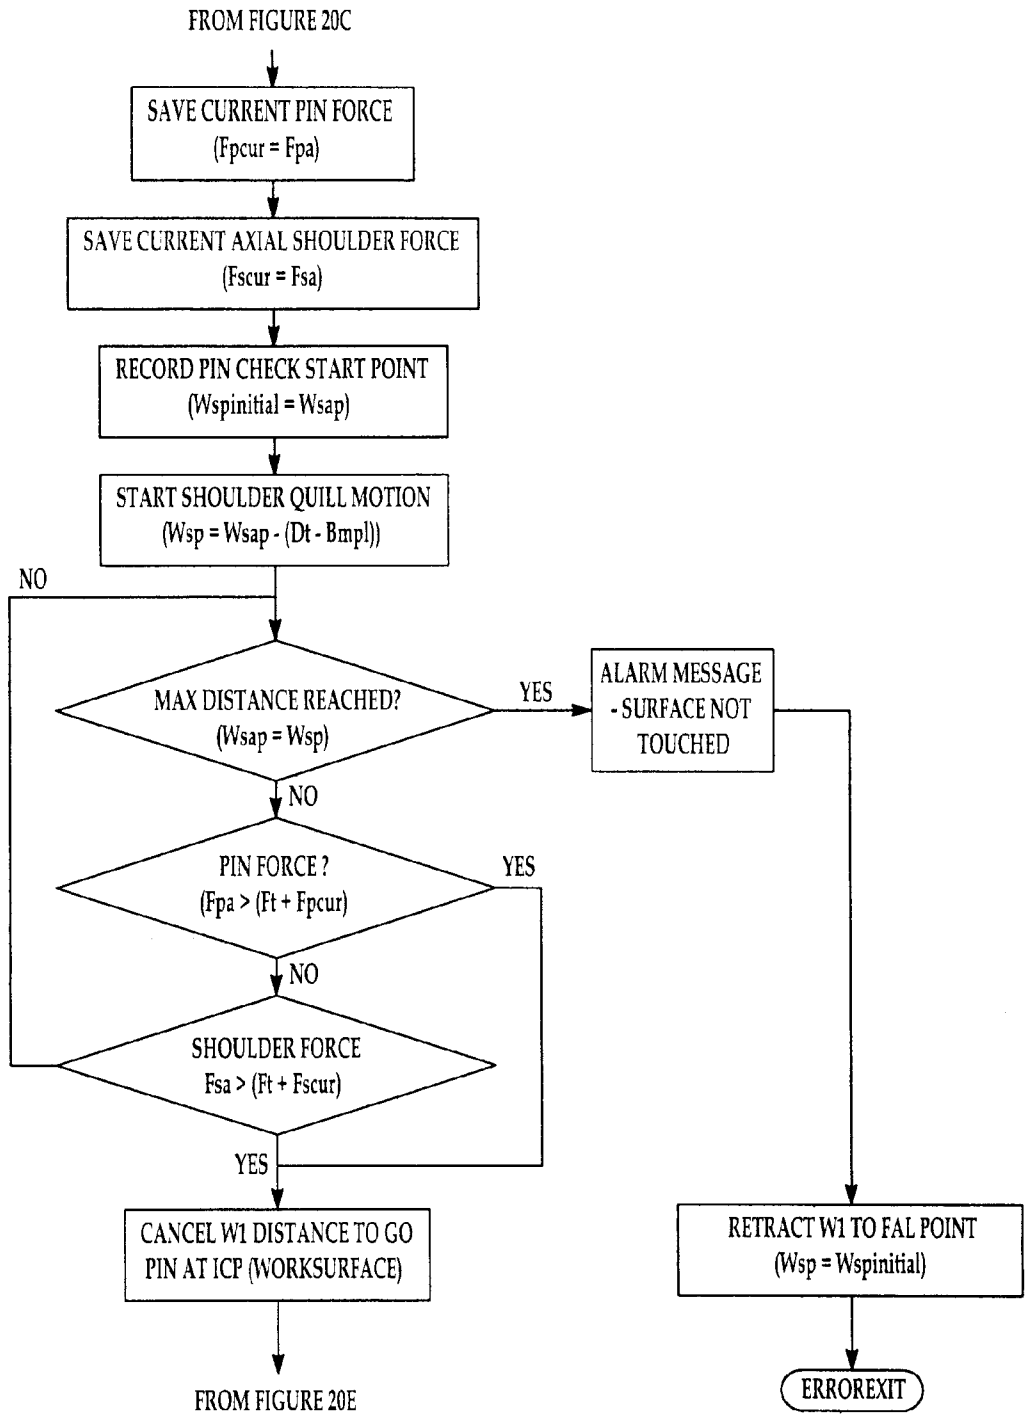 FROM FIGURE 20C
SAVE CURRENT PIN FORCE
(Fpcur = Fpa)
SAVE CURRENT AXIAL SHOULDER FORCE
(Fscur = Fsa)
RECORD PIN CHECK START POINT
(Wspinitial = Wsap)
START SHOULDER QUILL MOTION
(Wsp = Wsap - (Dt - Bmpl))
NO
MAX DISTANCE REACHED?
(Wsap = Wsp)
YES
ALARM MESSAGE
- SURFACE NOT
TOUCHED
NO
PIN FORCE ?
(Fpa > (Ft + Fpcur)
YES
NO
SHOULDER FORCE
Fsa > (Ft + Fscur)
YES
CANCEL W1 DISTANCE TO GO
PIN AT ICP (WORKSURFACE)
RETRACT W1 TO FAL POINT
(Wsp = Wspinitial)
FROM FIGURE 20E
ERROREXIT